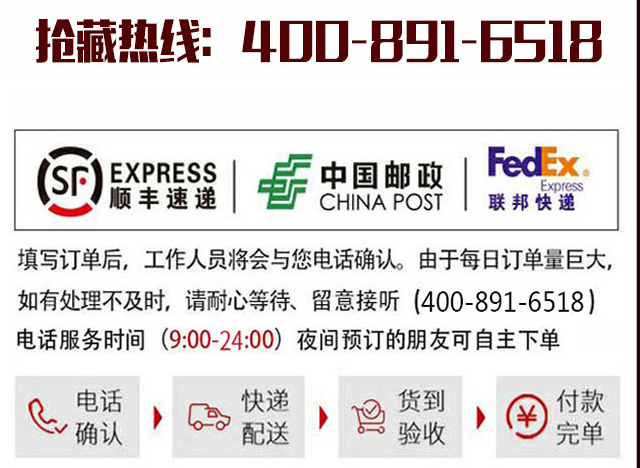 抢藏热线：400-891-6518
SF EXPRESS
顺丰速递
中国邮政
CHINA POST
FedEx®
Express
联邦快递
填写订单后，工作人员将会与您电话确认。由于每日订单量巨大，
如有处理不及时，请耐心等待、留意接听（400-891-6518）
电话服务时间（9:00-24:00）夜间预订的朋友可自主下单
电话
确认
快递
配送
货到
验收
¥
付款
完单